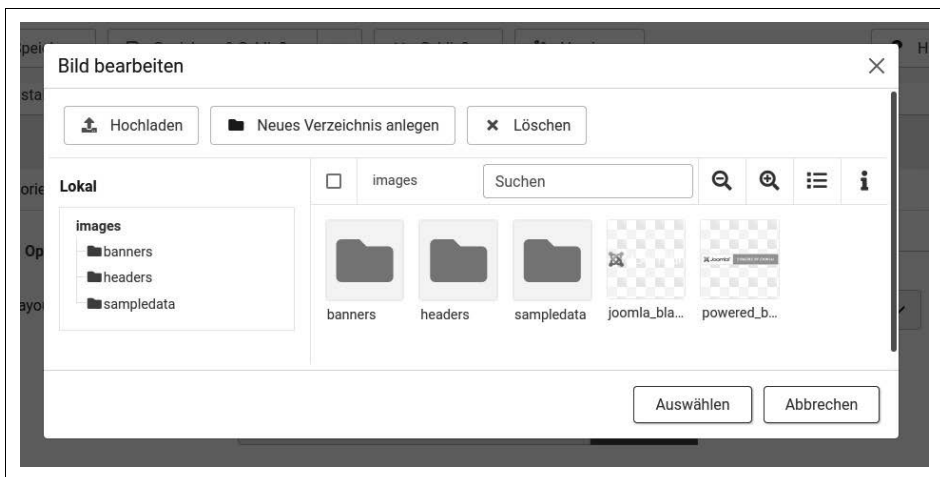 Bild bearbeiten
Hochladen
Neues Verzeichnis anlegen
Löschen
Lokal
images
Suchen
images
banners
headers
sampledata
banners headers sampledata joomla_bla... powered_b...
Auswählen Abbrechen